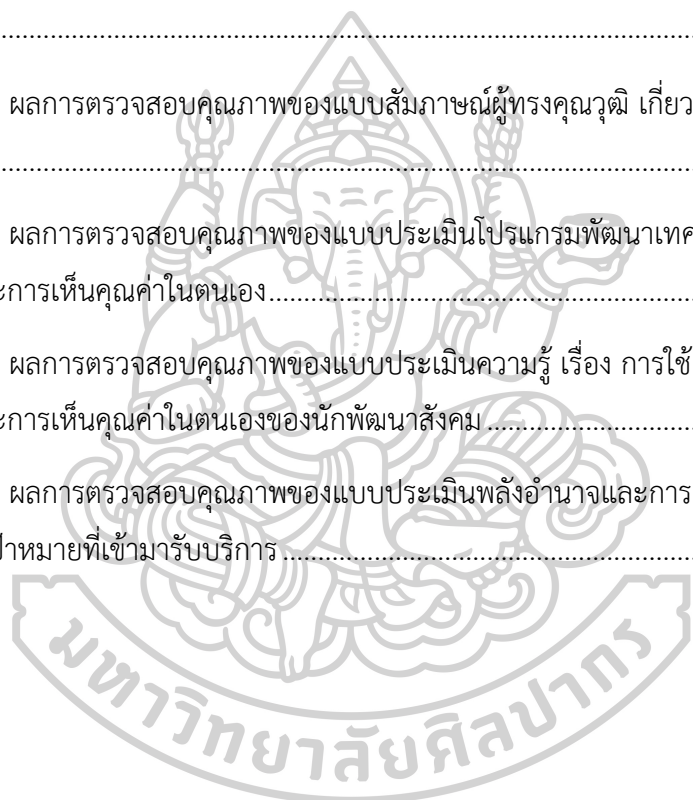 ....................................................................................................
ผลการตรวจสอบคุณภาพของแบบสัมภาษณ์ผู้ทรงคุณวุฒิ เกี่ยว
....................................................................................................
ผลการตรวจสอบคุณภาพของแบบประเมินโปรแกรมพัฒนาเทค
ะการเห็นคุณค่าในตนเอง............................................................
ผลการตรวจสอบคุณภาพของแบบประเมินความรู้ เรื่อง การใช้
ะการเห็นคุณค่าในตนเองของนักพัฒนาสังคม..............................
ผลการตรวจสอบคุณภาพของแบบประเมินพลังอำนาจและการ
ป้าหมายที่เข้ามารับบริการ..........................................................
มหาวิทยาลัยศิลปากร